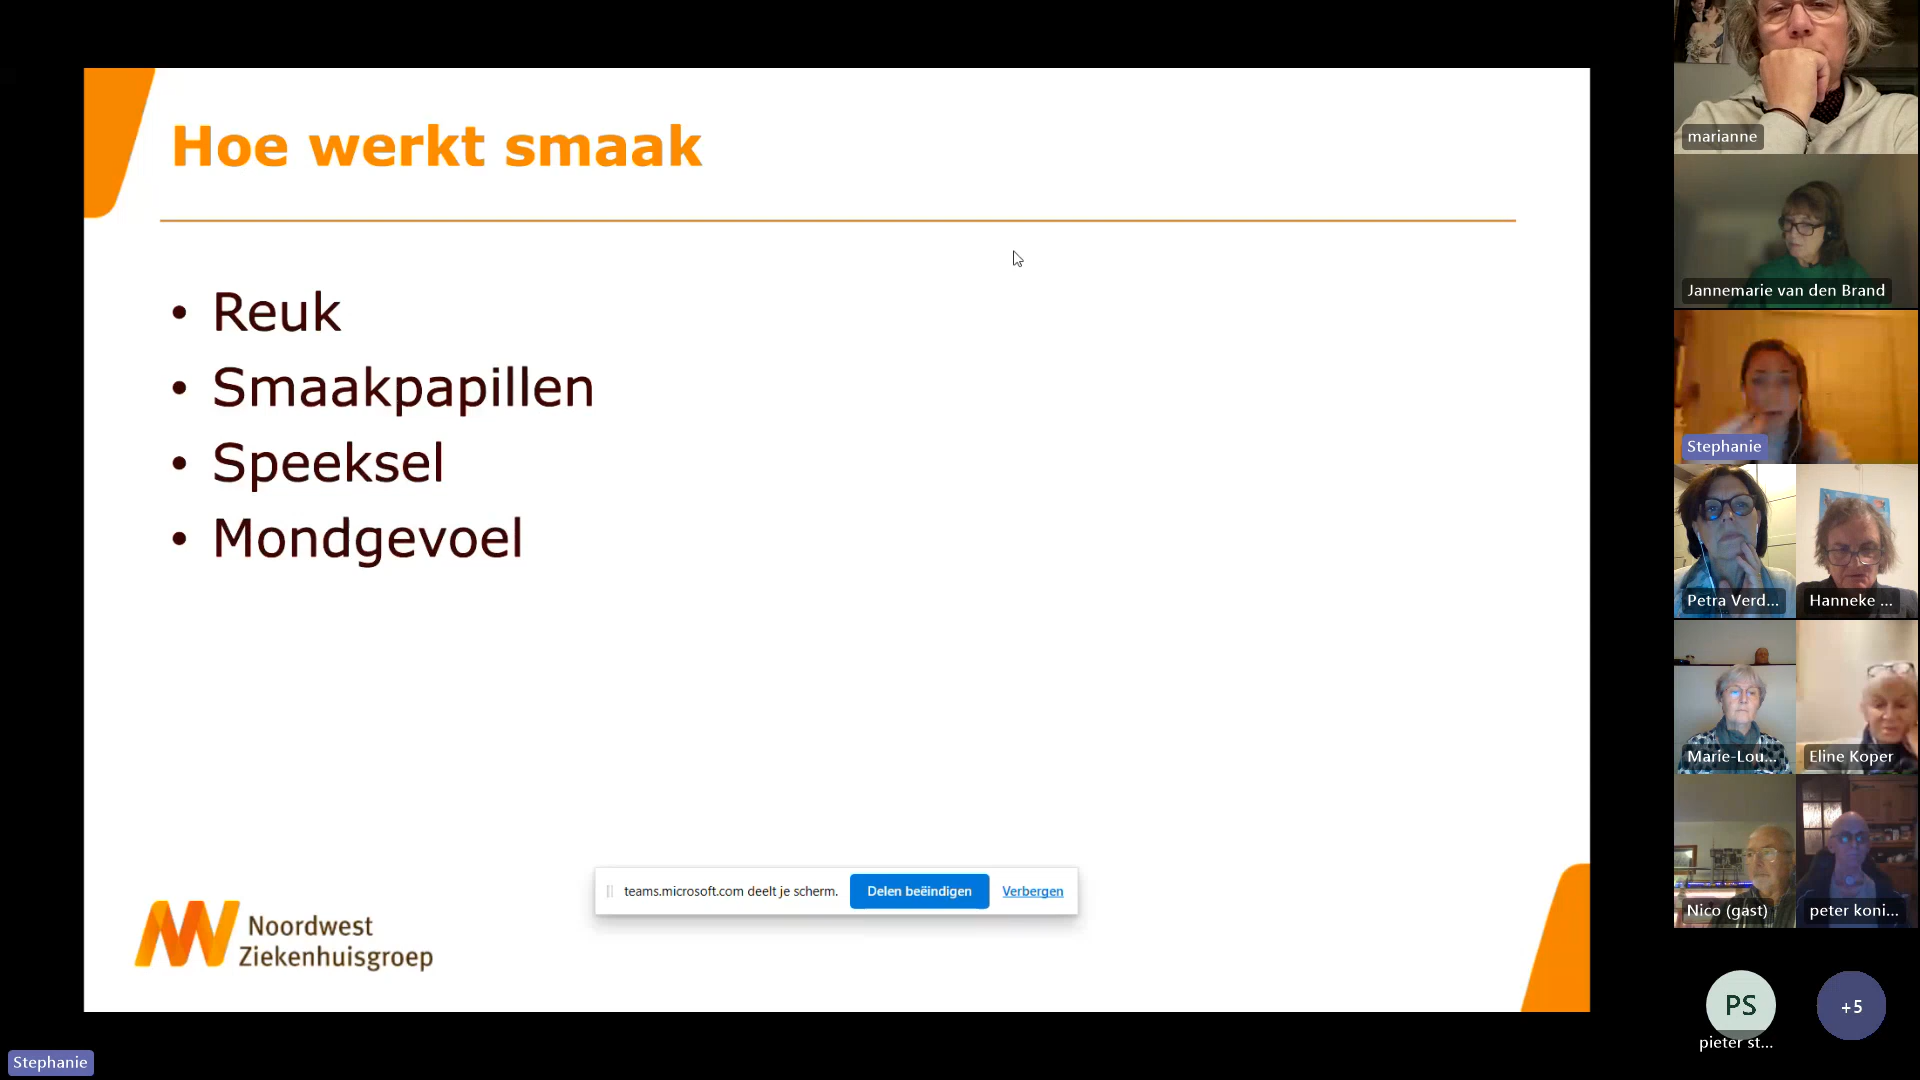 Hoe werkt smaak
• Reuk
• Smaakpapillen
• Speeksel
• Mondgevoel
teams.microsoft.com deelt je scherm.
Delen beëindigen
Verbergen
Noordwest
Ziekenhuisgroep
Stephanie
marianne
Jannemarie van den Brand
Stephanie
Petra Verd...
Hanneke ...
Marie-Lou...
Eline Koper
Nico (gast)
peter koni...
PS
pieter st...
+5